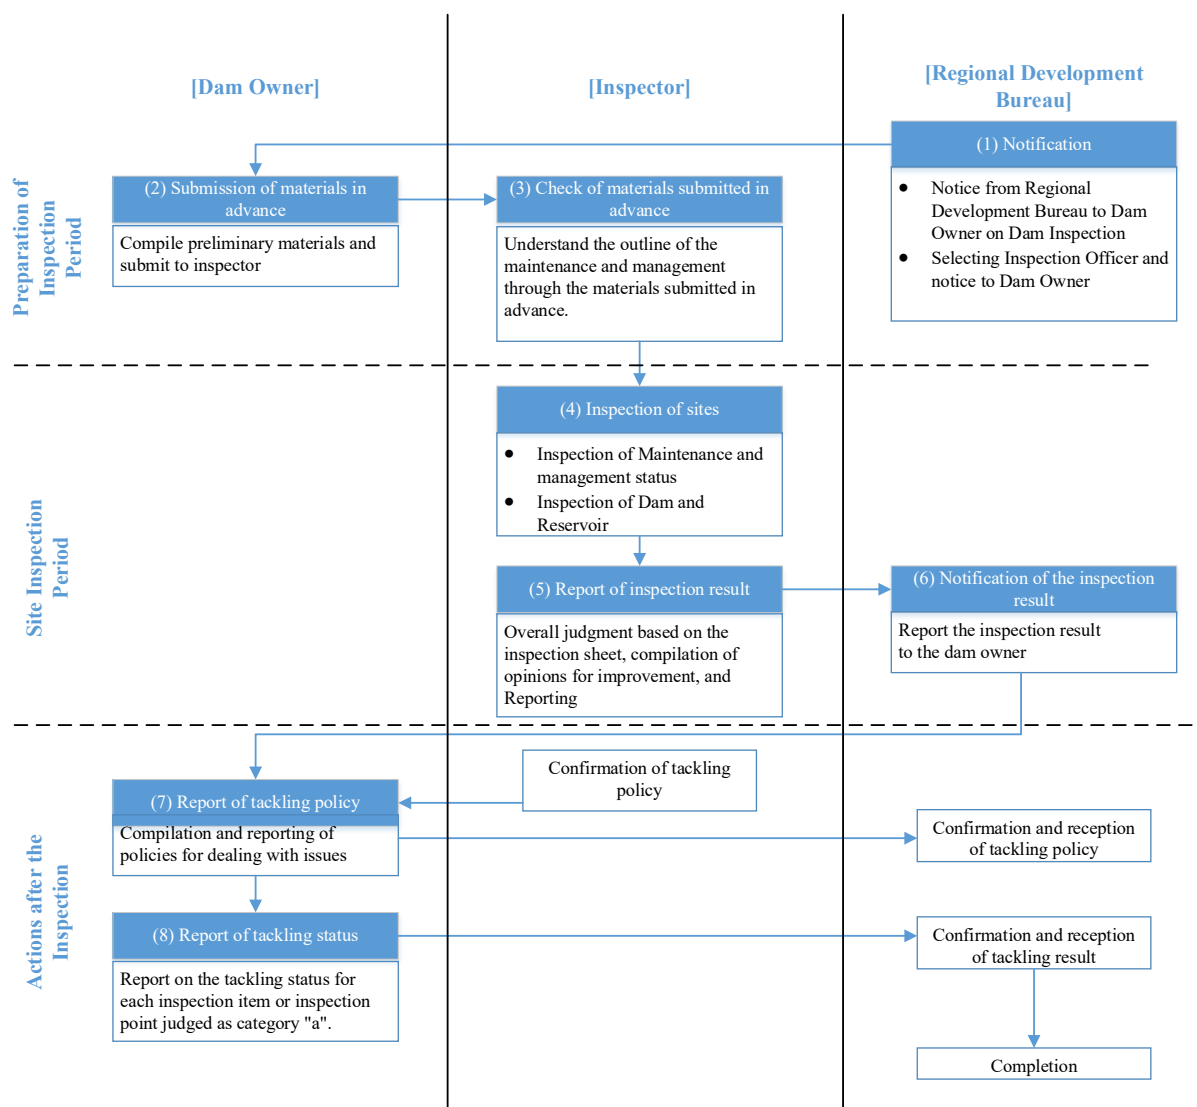 [Dam Owner]
[Inspector]
[Regional Development
Bureau]
Preparation of
Inspection
Period
(1) Notification
● Notice from Regional
Development Bureau to Dam
Owner on Dam Inspection
● Selecting Inspection Officer and
notice to Dam Owner
(2) Submission of materials in
advance
Compile preliminary materials and
submit to inspector
(3) Check of materials submitted in
advance
Understand the outline of the
maintenance and management
through the materials submitted in
advance.
Site Inspection
Period
(4) Inspection of sites
● Inspection of Maintenance and
management status
● Inspection of Dam and
Reservoir
(5) Report of inspection result
Overall judgment based on the
inspection sheet, compilation of
opinions for improvement, and
Reporting
(6) Notification of the inspection
result
Report the inspection result
to the dam owner
Actions after the
Inspection
Confirmation of tackling
policy
(7) Report of tackling policy
Compilation and reporting of
policies for dealing with issues
Confirmation and reception
of tackling policy
(8) Report of tackling status
Report on the tackling status for
each inspection item or inspection
point judged as category "a".
Confirmation and reception
of tackling result
Completion